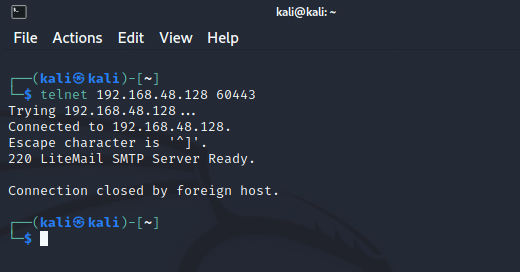 kali@kali: ~
File Actions Edit View Help
┌──(kali㉿kali)-[~]
└─$ telnet 192.168.48.128 60443
Trying 192.168.48.128...
Connected to 192.168.48.128.
Escape character is '^]'.
220 LiteMail SMTP Server Ready.
Connection closed by foreign host.
┌──(kali㉿kali)-[~]
└─$